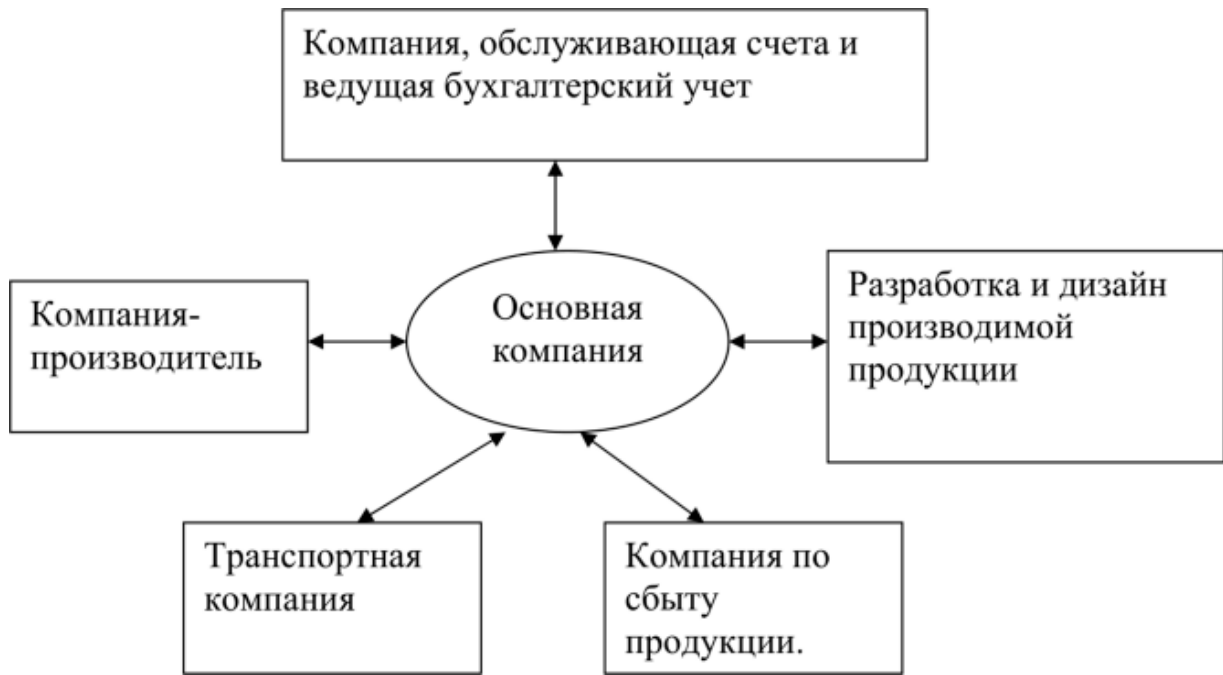 Компания, обслуживающая счета и
ведущая бухгалтерский учет
Компания-
производитель
Основная
компания
Разработка и дизайн
производимой
продукции
Транспортная
компания
Компания по
сбыту
продукции.